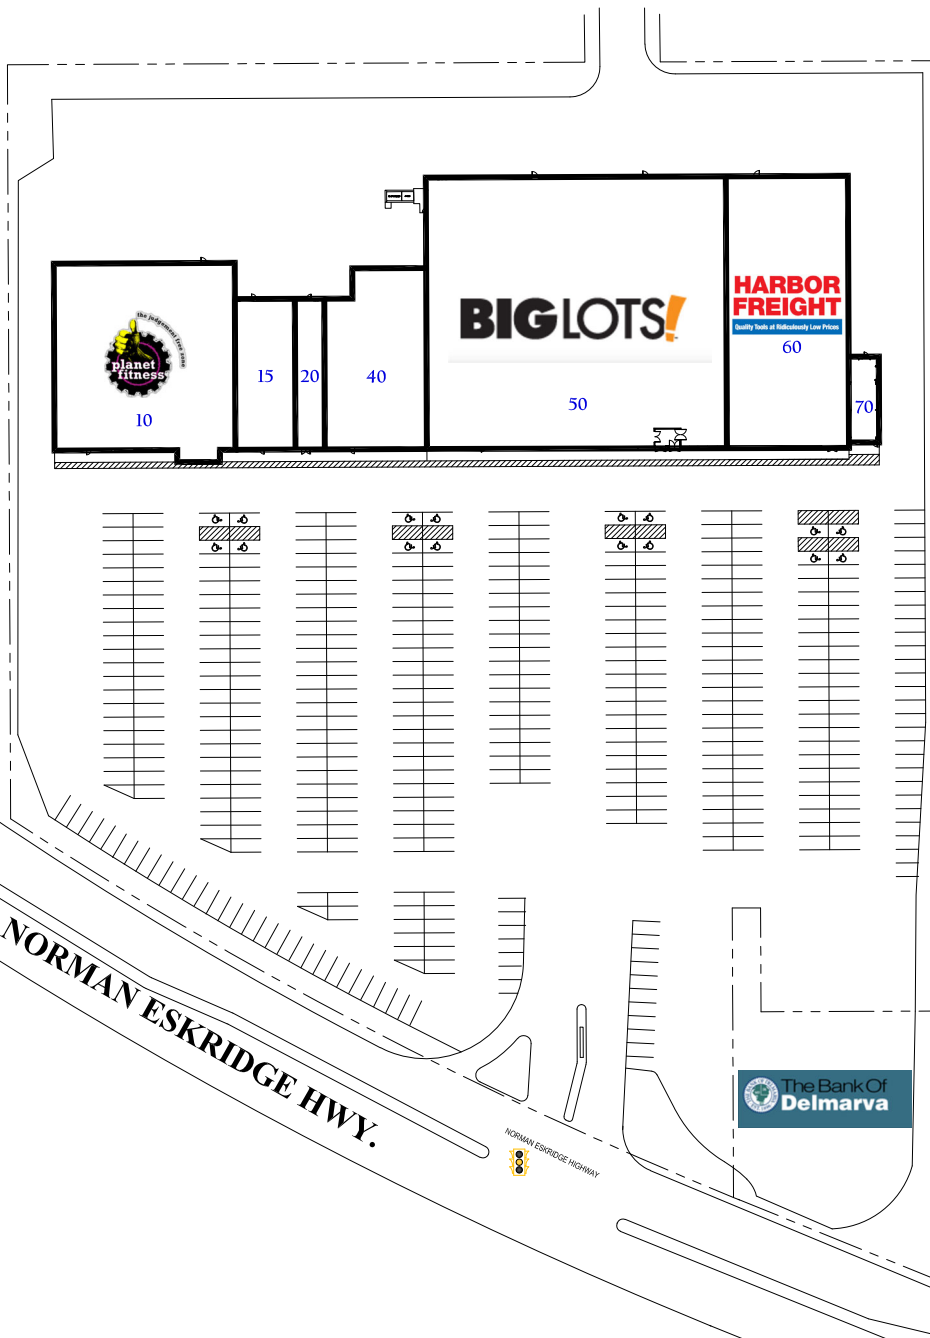 the judgement free zone
planet
fitness
10
15
20
40
BIG LOTS!
50
HARBOR
FREIGHT
Quality Tools at Ridiculously Low Prices
60
70
NORMAN ESKRIDGE HWY.
NORMAN ESKRIDGE HIGHWAY
The Bank Of
Delmarva